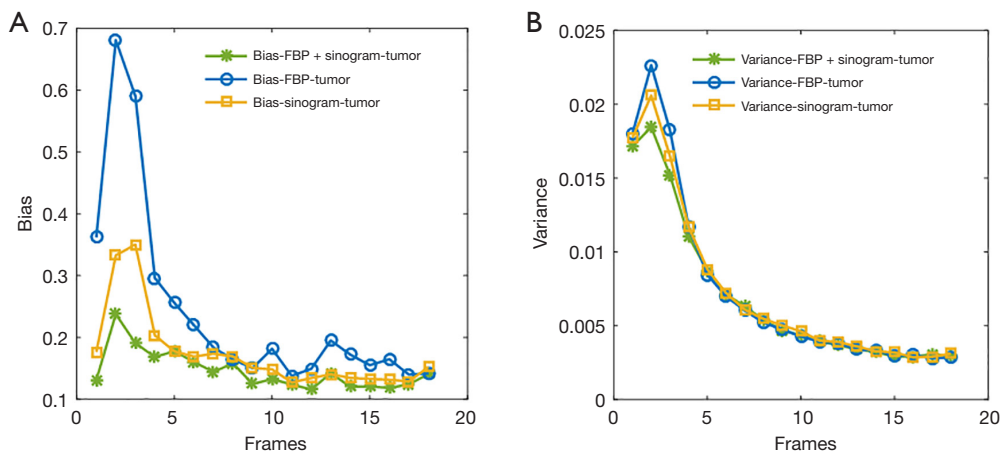 A
0.7
0.6
0.5
0.4
0.3
0.2
0.1
Bias
Bias-FBP + sinogram-tumor
Bias-FBP-tumor
Bias-sinogram-tumor
0
5
10
15
20
Frames
B
0.025
0.02
0.015
0.01
0.005
0
Variance
Variance-FBP + sinogram-tumor
Variance-FBP-tumor
Variance-sinogram-tumor
0
5
10
15
20
Frames